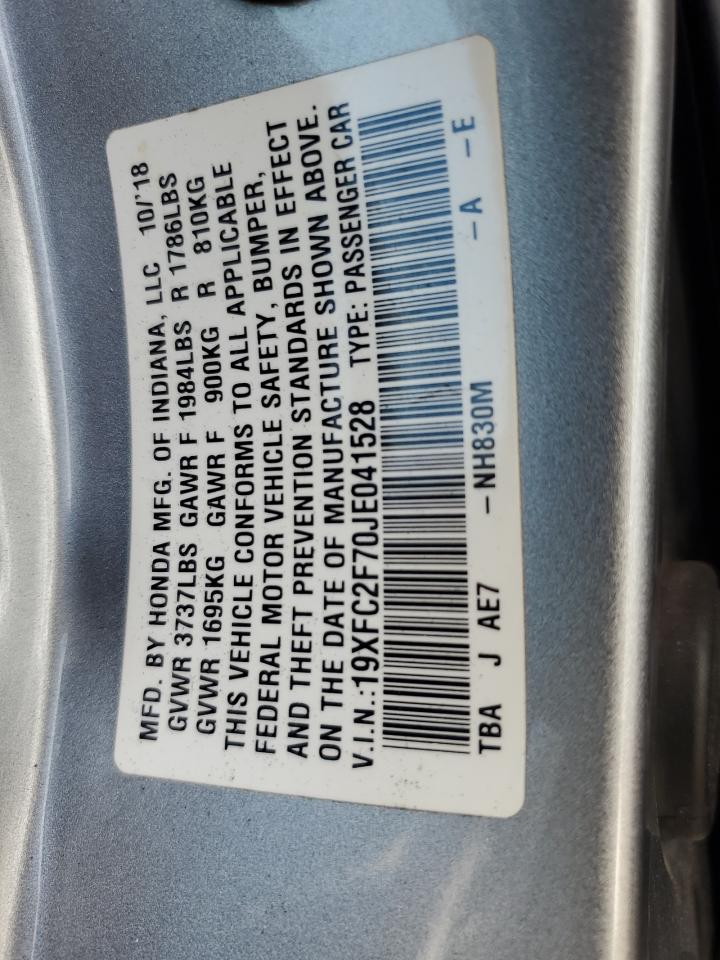 MFD. BY HONDA MFG. OF INDIANA, LLC 10/'18
GVWR 3737LBS GAWR F 1984LBS R 1786LBS
GVWR 1695KG GAWR F 900KG R 810KG
THIS VEHICLE CONFORMS TO ALL APPLICABLE
FEDERAL MOTOR VEHICLE SAFETY, BUMPER,
AND THEFT PREVENTION STANDARDS IN EFFECT
ON THE DATE OF MANUFACTURE SHOWN ABOVE.
V.I.N.:19XFC2F70JE041528 TYPE: PASSENGER CAR
TBA J AE7 -NH830M -A -E